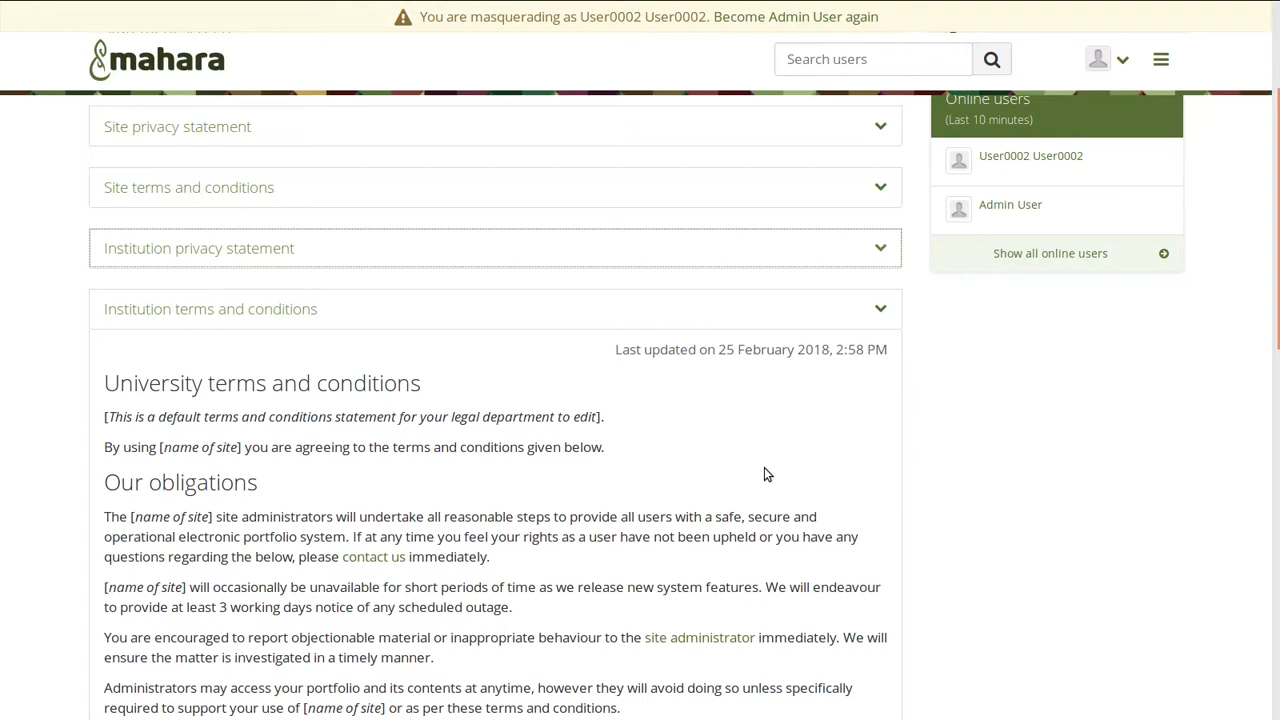 You are masquerading as User0002 User0002. Become Admin User again
mahara
Search users
Site privacy statement
Site terms and conditions
Institution privacy statement
Institution terms and conditions
Last updated on 25 February 2018, 2:58 PM
University terms and conditions
[This is a default terms and conditions statement for your legal department to edit].
By using [name of site] you are agreeing to the terms and conditions given below.
Our obligations
The [name of site] site administrators will undertake all reasonable steps to provide all users with a safe, secure and
operational electronic portfolio system. If at any time you feel your rights as a user have not been upheld or you have any
questions regarding the below, please contact us immediately.
[name of site] will occasionally be unavailable for short periods of time as we release new system features. We will endeavour
to provide at least 3 working days notice of any scheduled outage.
You are encouraged to report objectionable material or inappropriate behaviour to the site administrator immediately. We will
ensure the matter is investigated in a timely manner.
Administrators may access your portfolio and its contents at anytime, however they will avoid doing so unless specifically
required to support your use of [name of site] or as per these terms and conditions.
Online users
(Last 10 minutes)
User0002 User0002
Admin User
Show all online users